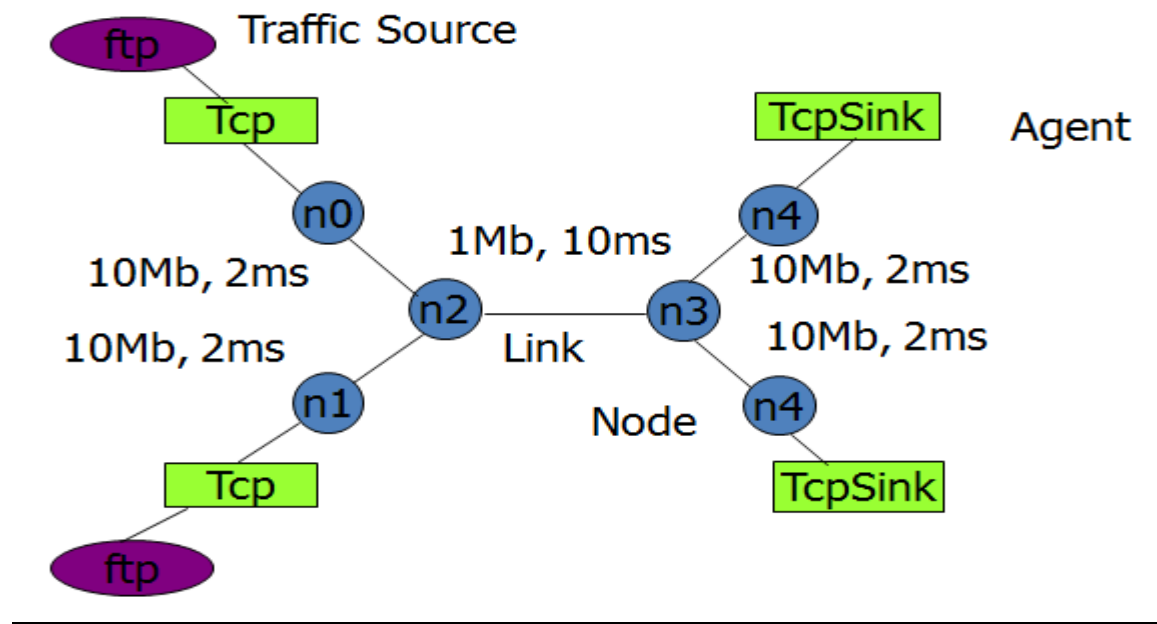 ftp
Traffic Source
Tcp
TcpSink
Agent
n0
n4
1Mb, 10ms
10Mb, 2ms
10Mb, 2ms
n2
n3
10Mb, 2ms
10Mb, 2ms
Link
n1
n4
Node
Tcp
TcpSink
ftp